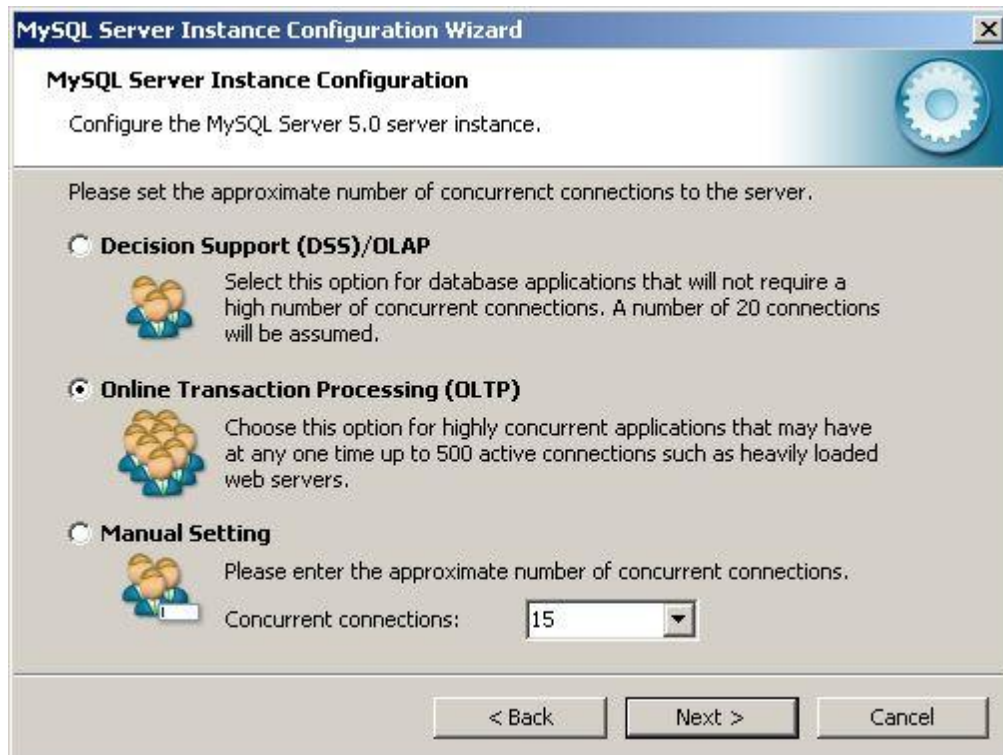 MySQL Server Instance Configuration Wizard
MySQL Server Instance Configuration
Configure the MySQL Server 5.0 server instance.
Please set the approximate number of concurrenct connections to the server.
Decision Support (DSS)/OLAP
Select this option for database applications that will not require a
high number of concurrent connections. A number of 20 connections
will be assumed.
Online Transaction Processing (OLTP)
Choose this option for highly concurrent applications that may have
at any one time up to 500 active connections such as heavily loaded
web servers.
Manual Setting
Please enter the approximate number of concurrent connections.
Concurrent connections: 15
< Back Next > Cancel